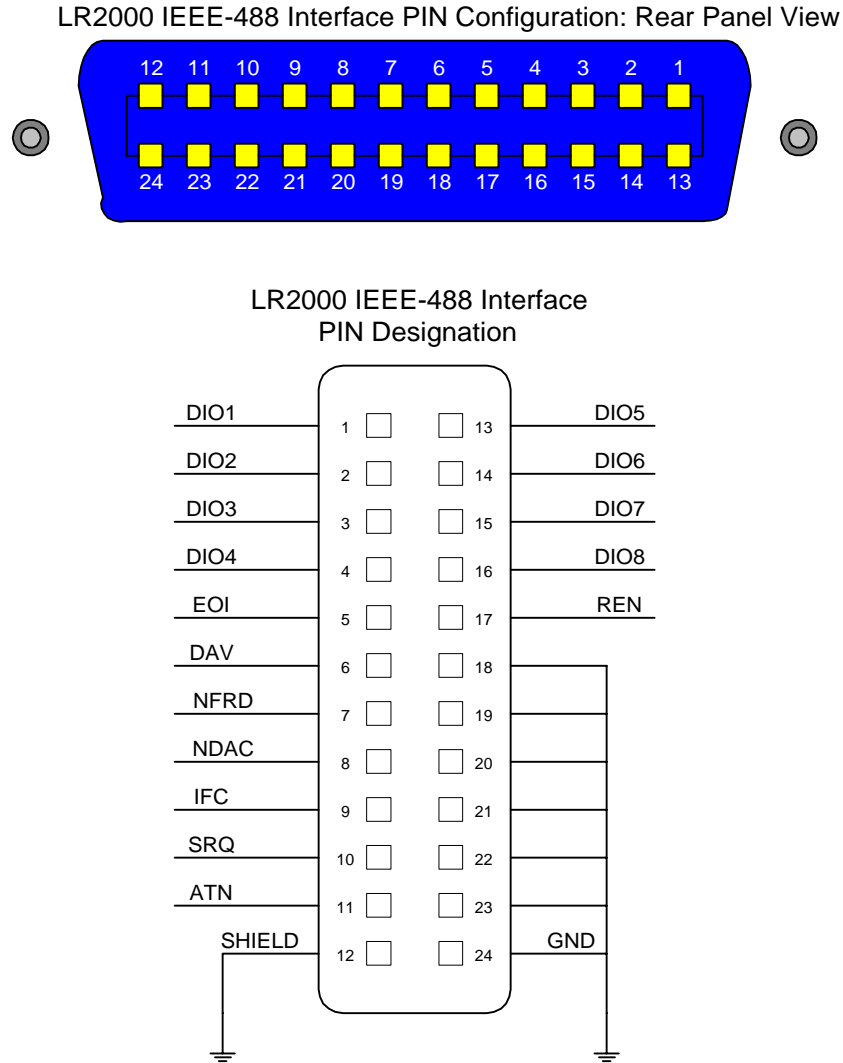 LR2000 IEEE-488 Interface PIN Configuration: Rear Panel View
12 11 10 9 8 7 6 5 4 3 2 1
24 23 22 21 20 19 18 17 16 15 14 13
LR2000 IEEE-488 Interface
PIN Designation
DIO1 1 13 DIO5
DIO2 2 14 DIO6
DIO3 3 15 DIO7
DIO4 4 16 DIO8
EOI 5 17 REN
DAV 6 18
NFRD 7 19
NDAC 8 20
IFC 9 21
SRQ 10 22
ATN 11 23
SHIELD 12 24 GND